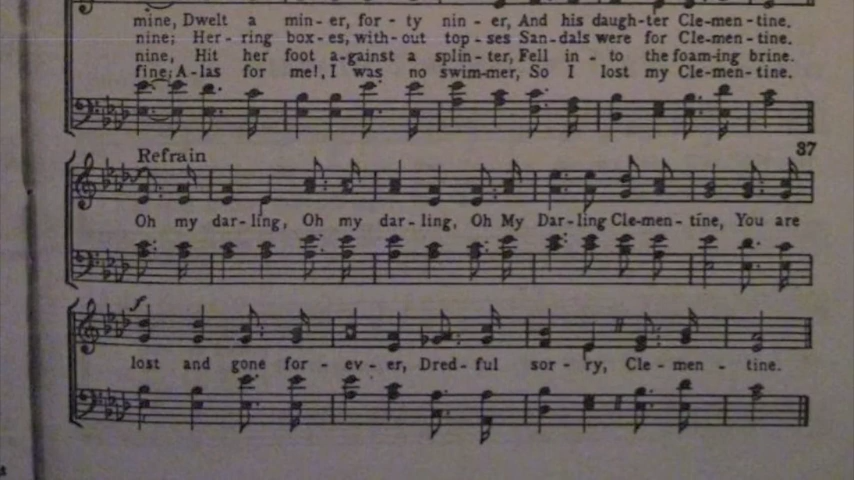 mine, Dwelt a min - er, for - ty nin - er, And his daugh-ter Cle-men - tine.
nine; Her - ring box - es, with-out top - ses San-dals were for Cle-men - tine.
nine, Hit her foot a-gainst a splin - ter, Fell in - to the foam-ing brine.
fine; A-las for me!, I was no swim-mer, So I lost my Cle-men - tine.
37
Refrain
Oh my dar- ling, Oh my dar - ling, Oh My Dar-ling Cle-men - tine, You are
f
lost and gone for - ev - er, Dred - ful sor - ry, Cle - men - tine.